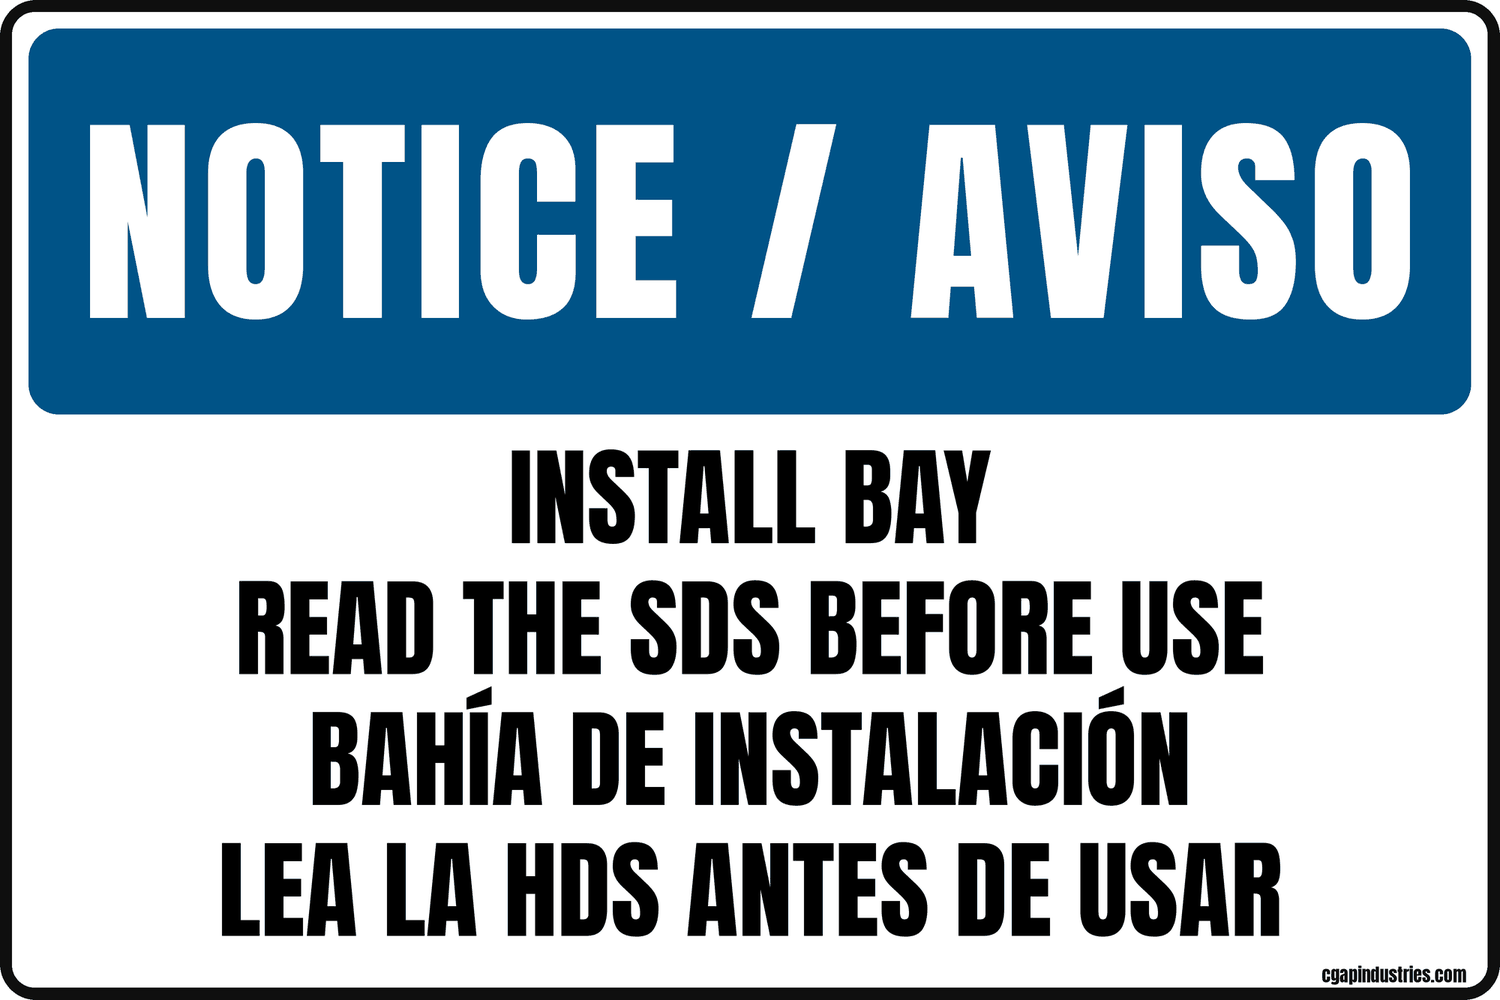 NOTICE / AVISO
INSTALL BAY
READ THE SDS BEFORE USE
BAHÍA DE INSTALACIÓN
LEA LA HDS ANTES DE USAR
cgapindustries.com